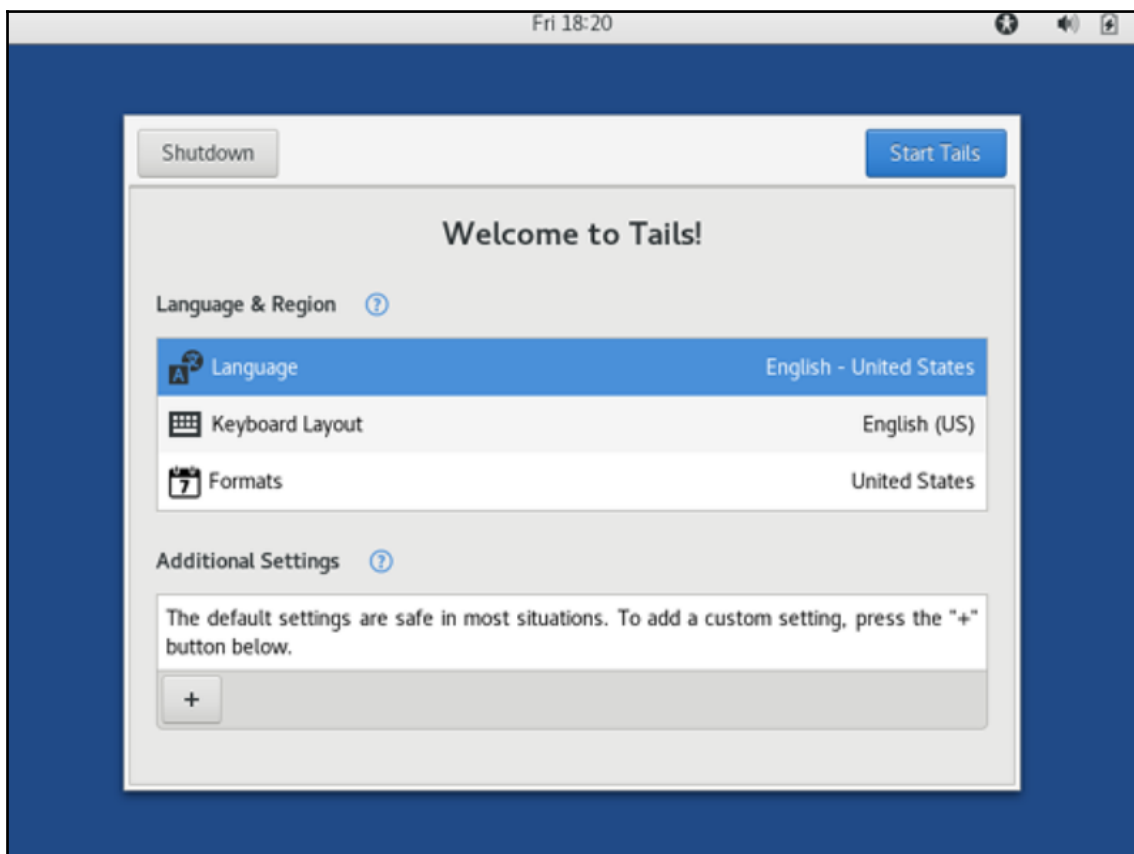 Fri 18:20
Shutdown
Start Tails
Welcome to Tails!
Language & Region ?
Language English - United States
Keyboard Layout English (US)
7 Formats United States
Additional Settings ?
The default settings are safe in most situations. To add a custom setting, press the "+"
button below.
+